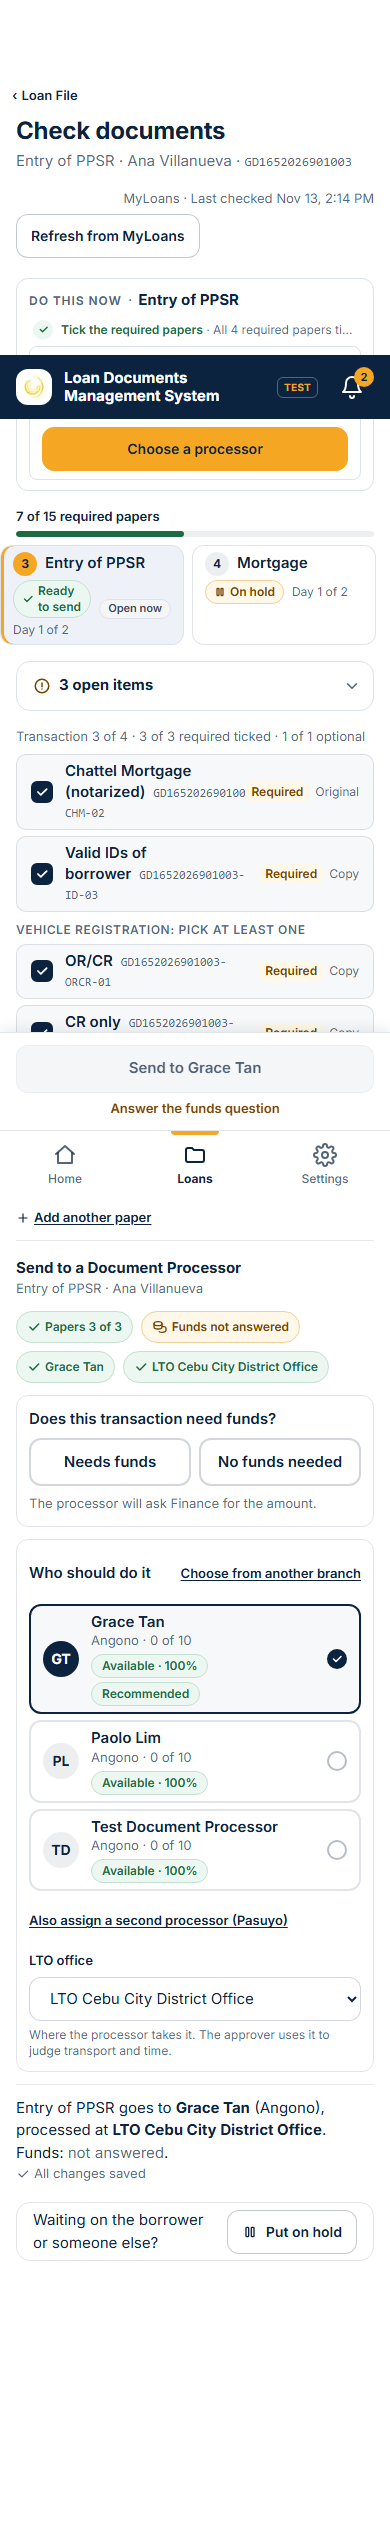 ‹ Loan File
Check documents
Entry of PPSR · Ana Villanueva · GD1652026901003
MyLoans · Last checked Nov 13, 2:14 PM
Refresh from MyLoans
DO THIS NOW · Entry of PPSR
Tick the required papers · All 4 required papers ti...
Loan Documents
Management System
TEST
2
Choose a processor
7 of 15 required papers
3 Entry of PPSR
Ready
to send
Open now
Day 1 of 2
4 Mortgage
On hold
Day 1 of 2
3 open items
Transaction 3 of 4 · 3 of 3 required ticked · 1 of 1 optional
Chattel Mortgage
(notarized) GD165202690100
CHM-02
Required Original
Valid IDs of
borrower GD1652026901003-
ID-03
Required Copy
VEHICLE REGISTRATION: PICK AT LEAST ONE
OR/CR GD1652026901003-
ORCR-01
Required Copy
CR only GD1652026901003-
Required Copy
Send to Grace Tan
Answer the funds question
Home
Loans
Settings
+ Add another paper
Send to a Document Processor
Entry of PPSR · Ana Villanueva
Papers 3 of 3
Funds not answered
Grace Tan
LTO Cebu City District Office
Does this transaction need funds?
Needs funds
No funds needed
The processor will ask Finance for the amount.
Who should do it
Choose from another branch
GT
Grace Tan
Angono · 0 of 10
Available · 100%
Recommended
PL
Paolo Lim
Angono · 0 of 10
Available · 100%
TD
Test Document Processor
Angono · 0 of 10
Available · 100%
Also assign a second processor (Pasuyo)
LTO office
LTO Cebu City District Office
Where the processor takes it. The approver uses it to
judge transport and time.
Entry of PPSR goes to Grace Tan (Angono),
processed at LTO Cebu City District Office.
Funds: not answered.
All changes saved
Waiting on the borrower
or someone else?
Put on hold